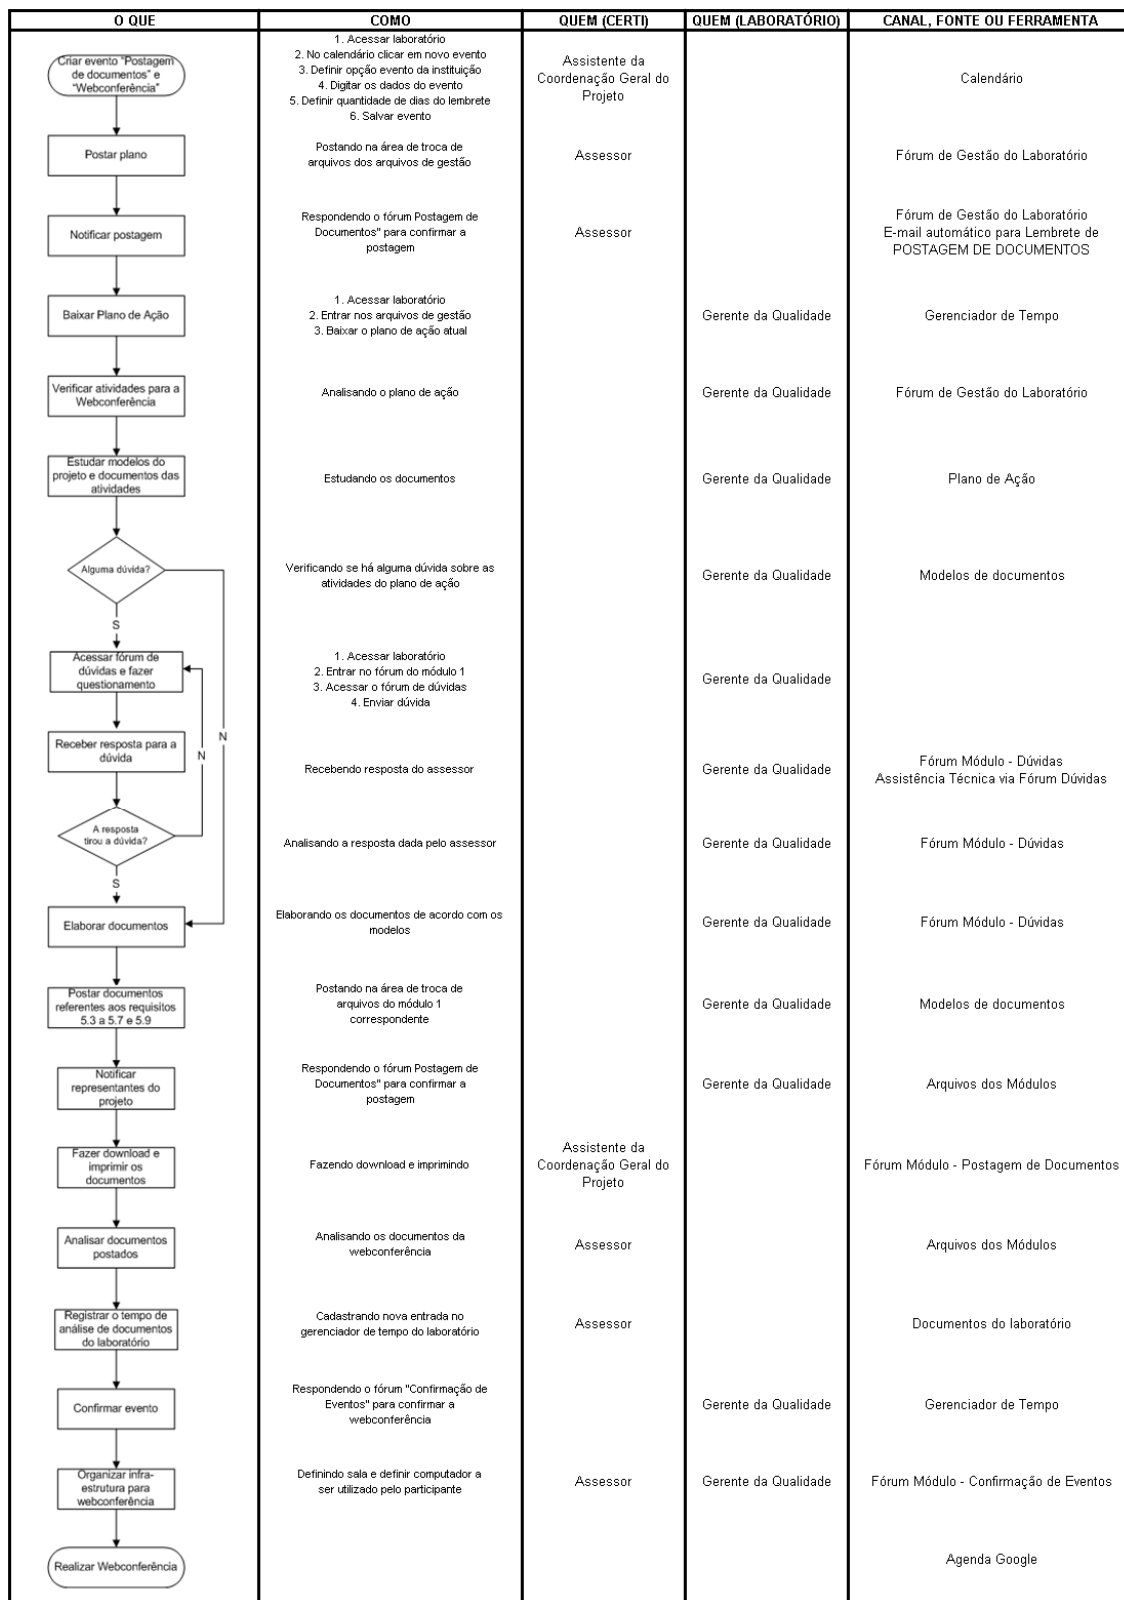 O QUE
COMO
QUEM (CERTI)
QUEM (LABORATÓRIO)
CANAL, FONTE OU FERRAMENTA
Criar evento “Postagem
de documentos” e
“Webconferência”
1. Acessar laboratório
2. No calendário clicar em novo evento
3. Definir opção evento da instituição
4. Digitar os dados do evento
5. Definir quantidade de dias do lembrete
6. Salvar evento
Assistente da
Coordenação Geral do
Projeto
Calendário
Postar plano
Postando na área de troca de
arquivos dos arquivos de gestão
Assessor
Fórum de Gestão do Laboratório
Notificar postagem
Respondendo o fórum Postagem de
Documentos" para confirmar a
postagem
Assessor
Fórum de Gestão do Laboratório
E-mail automático para Lembrete de
POSTAGEM DE DOCUMENTOS
Baixar Plano de Ação
1. Acessar laboratório
2. Entrar nos arquivos de gestão
3. Baixar o plano de ação atual
Gerente da Qualidade
Gerenciador de Tempo
Verificar atividades para a
Webconferência
Analisando o plano de ação
Gerente da Qualidade
Fórum de Gestão do Laboratório
Estudar modelos do
projeto e documentos das
atividades
Estudando os documentos
Gerente da Qualidade
Plano de Ação
Alguma dúvida?
Verificando se há alguma dúvida sobre as
atividades do plano de ação
Gerente da Qualidade
Modelos de documentos
S
Acessar fórum de
dúvidas e fazer
questionamento
1. Acessar laboratório
2. Entrar no fórum do módulo 1
3. Acessar o fórum de dúvidas
4. Enviar dúvida
Gerente da Qualidade
N
N
Receber resposta para a
dúvida
Recebendo resposta do assessor
Gerente da Qualidade
Fórum Módulo - Dúvidas
Assistência Técnica via Fórum Dúvidas
A resposta
tirou a dúvida?
Analisando a resposta dada pelo assessor
Gerente da Qualidade
Fórum Módulo - Dúvidas
S
Elaborar documentos
Elaborando os documentos de acordo com os
modelos
Gerente da Qualidade
Fórum Módulo - Dúvidas
Postar documentos
referentes aos requisitos
5.3 a 5.7 e 5.9
Postando na área de troca de
arquivos do módulo 1
correspondente
Gerente da Qualidade
Modelos de documentos
Notificar
representantes do
projeto
Respondendo o fórum Postagem de
Documentos" para confirmar a
postagem
Gerente da Qualidade
Arquivos dos Módulos
Fazer download e
imprimir os
documentos
Fazendo download e imprimindo
Assistente da
Coordenação Geral do
Projeto
Fórum Módulo - Postagem de Documentos
Analisar documentos
postados
Analisando os documentos da
webconferência
Assessor
Arquivos dos Módulos
Registrar o tempo de
análise de documentos
do laboratório
Cadastrando nova entrada no
gerenciador de tempo do laboratório
Assessor
Documentos do laboratório
Confirmar evento
Respondendo o fórum "Confirmação de
Eventos" para confirmar a
webconferência
Gerente da Qualidade
Gerenciador de Tempo
Organizar infra-
estrutura para
webconferência
Definindo sala e definir computador a
ser utilizado pelo participante
Assessor
Gerente da Qualidade
Fórum Módulo - Confirmação de Eventos
Realizar Webconferência
Agenda Google